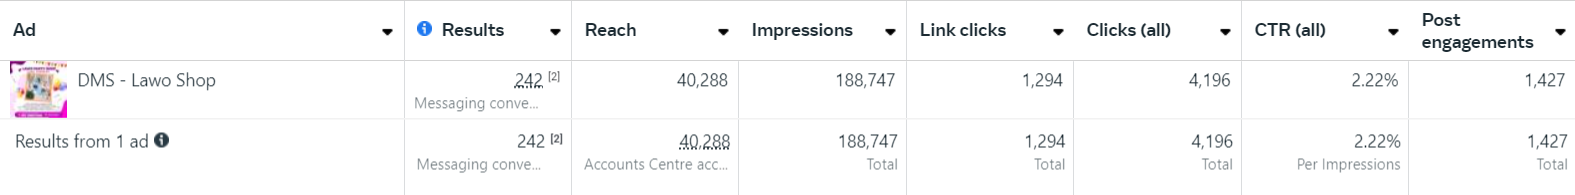 Ad
Results
Reach
Impressions
Link clicks
Clicks (all)
CTR (all)
Post
engagements
DMS - Lawo Shop
242 [2]
Messaging conve...
40,288
188,747
1,294
4,196
2.22%
1,427
Results from 1 ad
242 [2]
Messaging conve...
40,288
Accounts Centre acc...
188,747
Total
1,294
Total
4,196
Total
2.22%
Per Impressions
1,427
Total